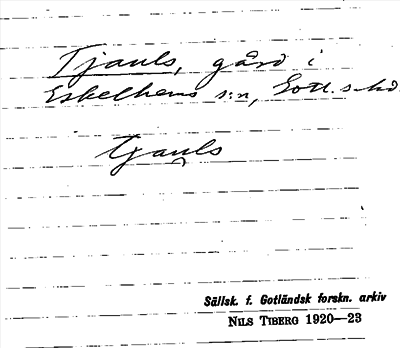 Tjauls, gård i
Eskelhems s:n, Gotl. s. hd.
tjauls
Sällsk. f. Gotländsk forskn. arkiv
NILS TIBERG 1920—23